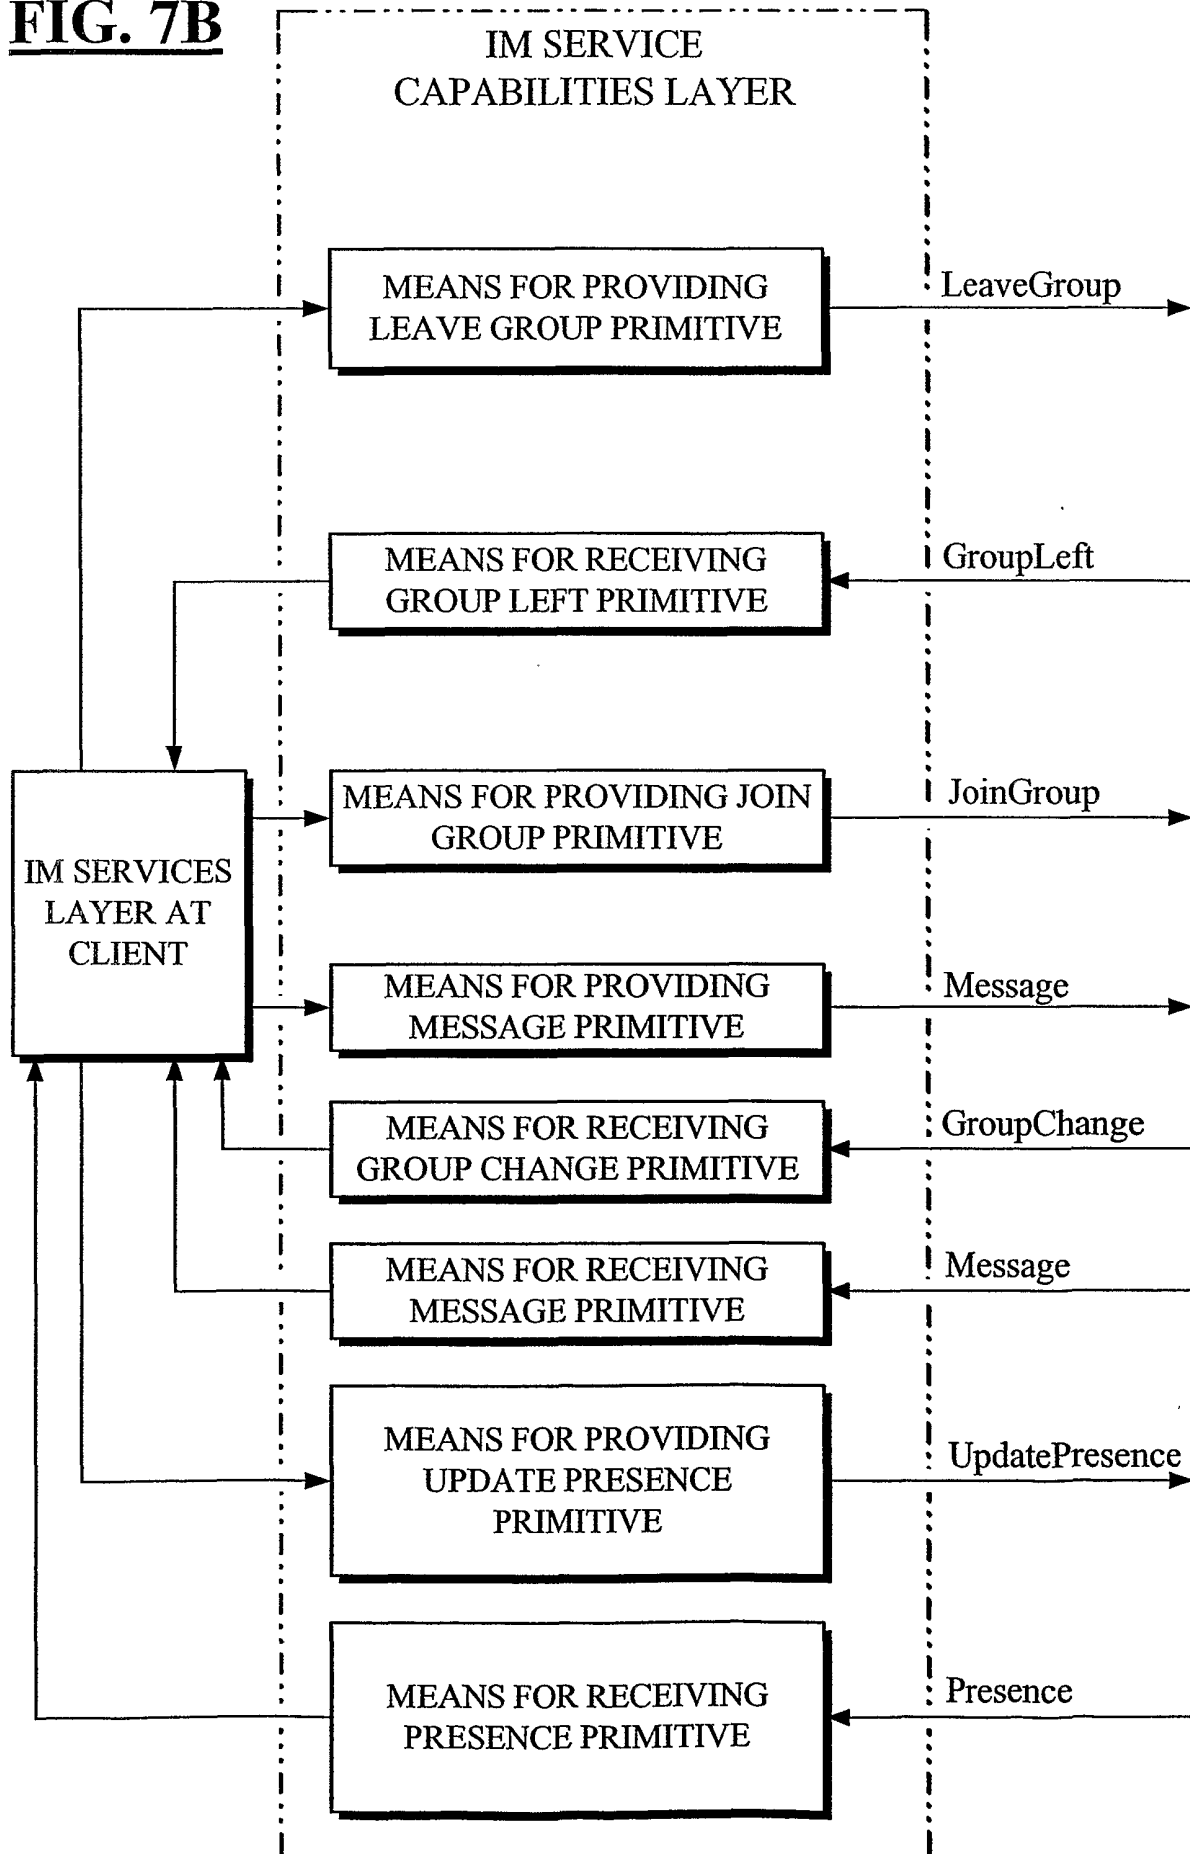 FIG. 7B
IM SERVICE
CAPABILITIES LAYER
MEANS FOR PROVIDING
LEAVE GROUP PRIMITIVE
LeaveGroup
MEANS FOR RECEIVING
GROUP LEFT PRIMITIVE
GroupLeft
IM SERVICES
LAYER AT
CLIENT
MEANS FOR PROVIDING JOIN
GROUP PRIMITIVE
JoinGroup
MEANS FOR PROVIDING
MESSAGE PRIMITIVE
Message
MEANS FOR RECEIVING
GROUP CHANGE PRIMITIVE
GroupChange
MEANS FOR RECEIVING
MESSAGE PRIMITIVE
Message
MEANS FOR PROVIDING
UPDATE PRESENCE
PRIMITIVE
UpdatePresence
MEANS FOR RECEIVING
PRESENCE PRIMITIVE
Presence